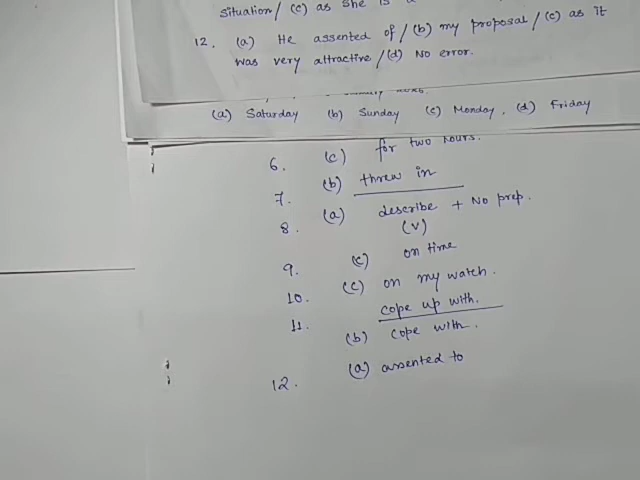 situation / (c) as she is a
12. (a) He assented of / (b) my proposal / (c) as it
was very attractive / (d) No error.
(a) Saturday (b) Sunday (c) Monday. (d) Friday
6. (c) for two hours.
7. (b) threw in
8. (a) describe + No prep.
(v)
9. (c) on time
10. (c) on my watch.
11. cope up with.
(b) cope with.
12. (a) assented to